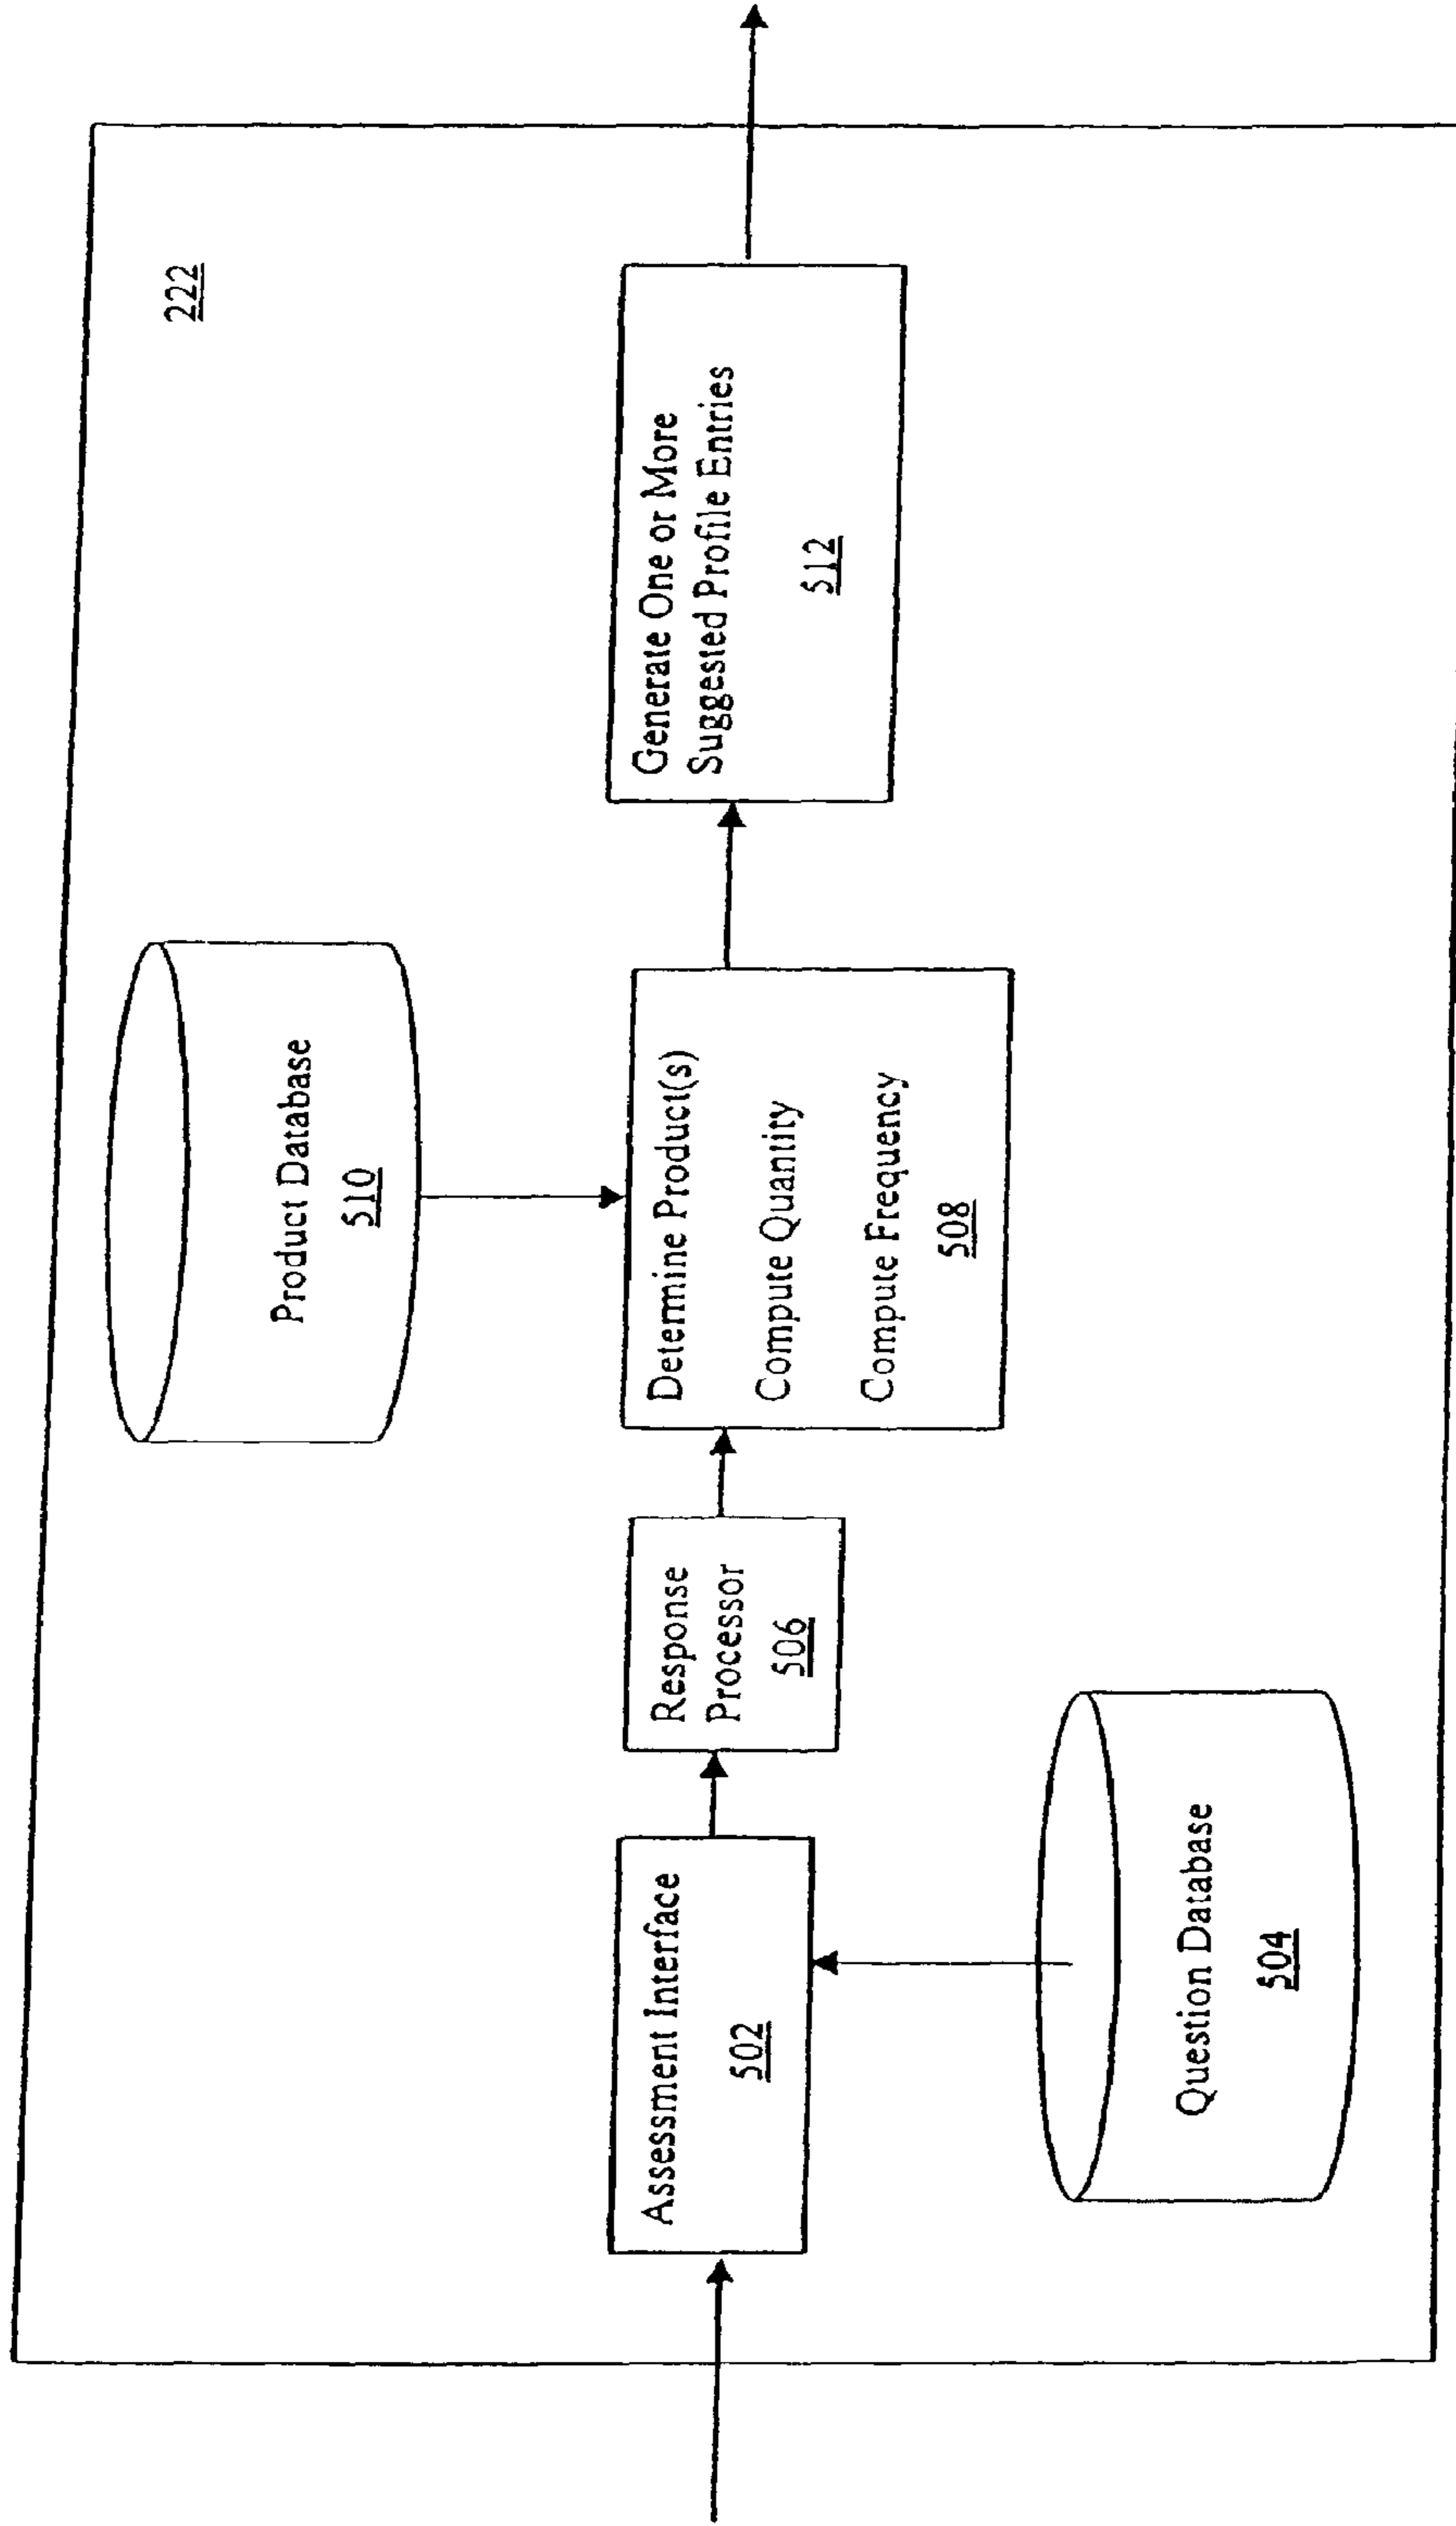 222
Product Database
510
Assessment Interface
502
Response
Processor
506
Determine Product(s)
Compute Quantity
Compute Frequency
508
Generate One or More
Suggested Profile Entries
512
Question Database
504